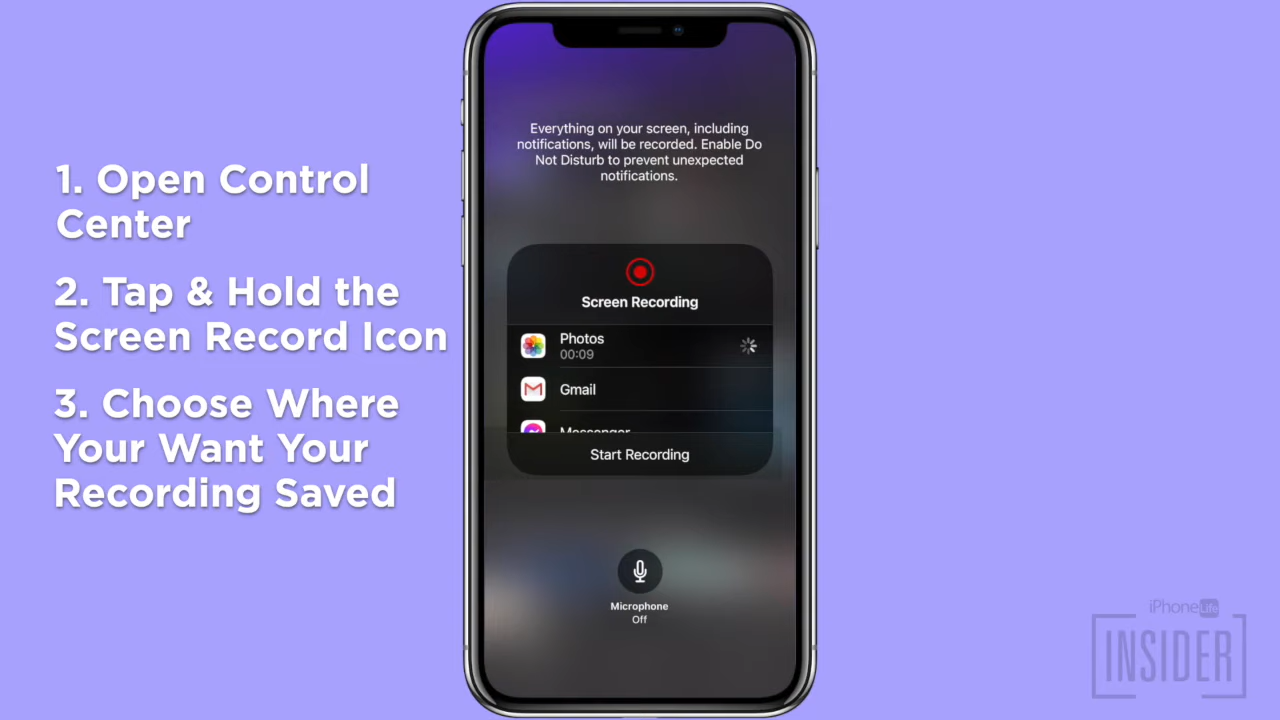 1. Open Control
Center
2. Tap & Hold the
Screen Record Icon
3. Choose Where
Your Want Your
Recording Saved
Everything on your screen, including
notifications, will be recorded. Enable Do
Not Disturb to prevent unexpected
notifications.
Screen Recording
Photos
00:09
Gmail
Messenger
Start Recording
Microphone
Off
iPhoneLife
INSIDER